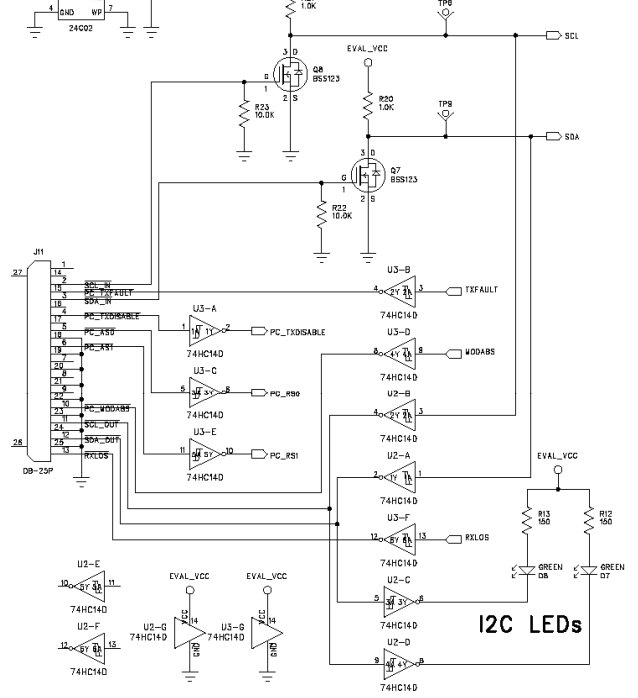 1.0K
TP8
4 GND WP 7
24C02
SCL
3 D
Q8
BSS123
G
1
2 S
EVAL_VCC
R23
10.0K
R20
1.0K
TP9
SDA
3 D
Q7
BSS123
G
1
2 S
R22
10.0K
J11
27
1
14
2 SCL_IN
15 PC_TXFAULT
3 SDA_IN
16
4 PC_TXDISABLE
17
5 PC_AS0
18
6 PC_AS1
19
7
20
8
21
9
22
10 PC_MODABS
23
11 SCL_OUT
24
12 SDA_OUT
25
13 RXLOS
26
DB-25P
U3-A
1 1A 1Y 2
74HC14D
PC_TXDISABLE
U3-C
5 3A 3Y 6
74HC14D
PC_RS0
U3-E
11 5A 5Y 10
74HC14D
PC_RS1
U3-B
4 2Y 2A 3
74HC14D
TXFAULT
U3-D
8 4Y 4A 9
74HC14D
MODABS
U2-B
4 2Y 2A 3
74HC14D
U2-A
2 1Y 1A 1
74HC14D
U3-F
12 6Y 6A 13
74HC14D
RXLOS
U2-C
5 3A 3Y 6
74HC14D
U2-D
9 4A 4Y 8
74HC14D
EVAL_VCC
R13
150
R12
150
GREEN
D8
GREEN
D7
I2C LEDs
U2-E
10 5Y 5A 11
74HC14D
U2-F
12 6Y 6A 13
74HC14D
EVAL_VCC
VCC
14
U2-G
74HC14D
GND
7
EVAL_VCC
VCC
14
U3-G
74HC14D
GND
7